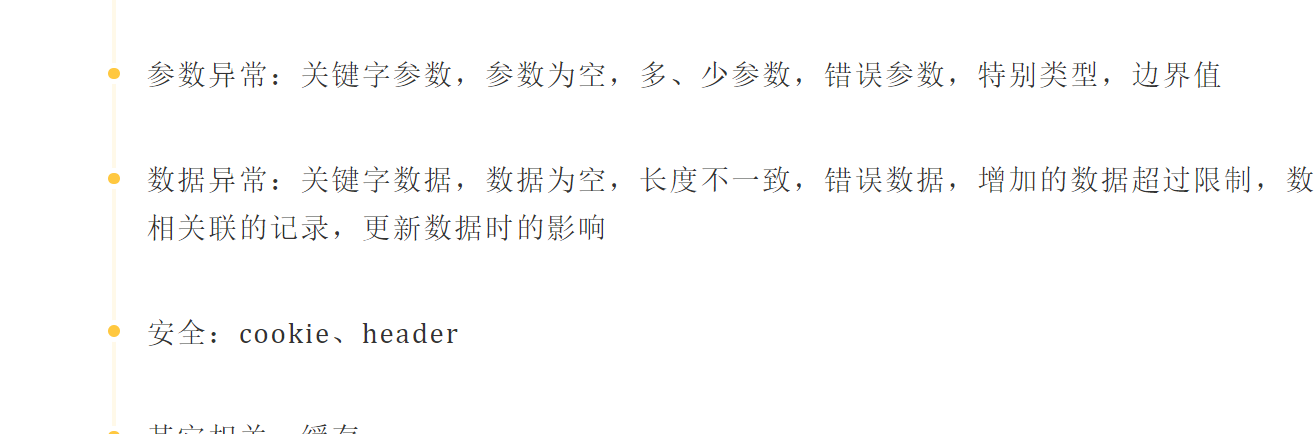 参数异常：关键字参数，参数为空，多、少参数，错误参数，特别类型，边界值
数据异常：关键字数据，数据为空，长度不一致，错误数据，增加的数据超过限制，数
相关联的记录，更新数据时的影响
安全：cookie、header